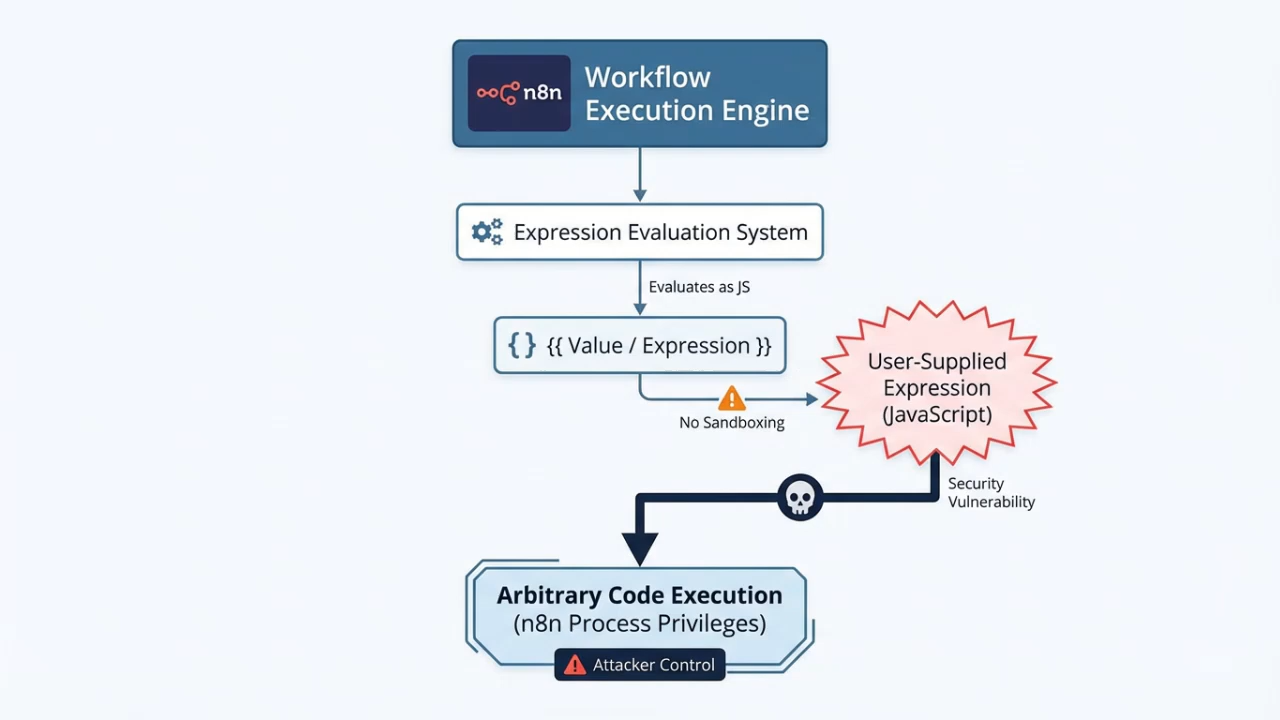 n8n
Workflow
Execution Engine
Expression Evaluation System
Evaluates as JS
{} {{ Value / Expression }}
No Sandboxing
User-Supplied
Expression
(JavaScript)
Security
Vulnerability
Arbitrary Code Execution
(n8n Process Privileges)
Attacker Control